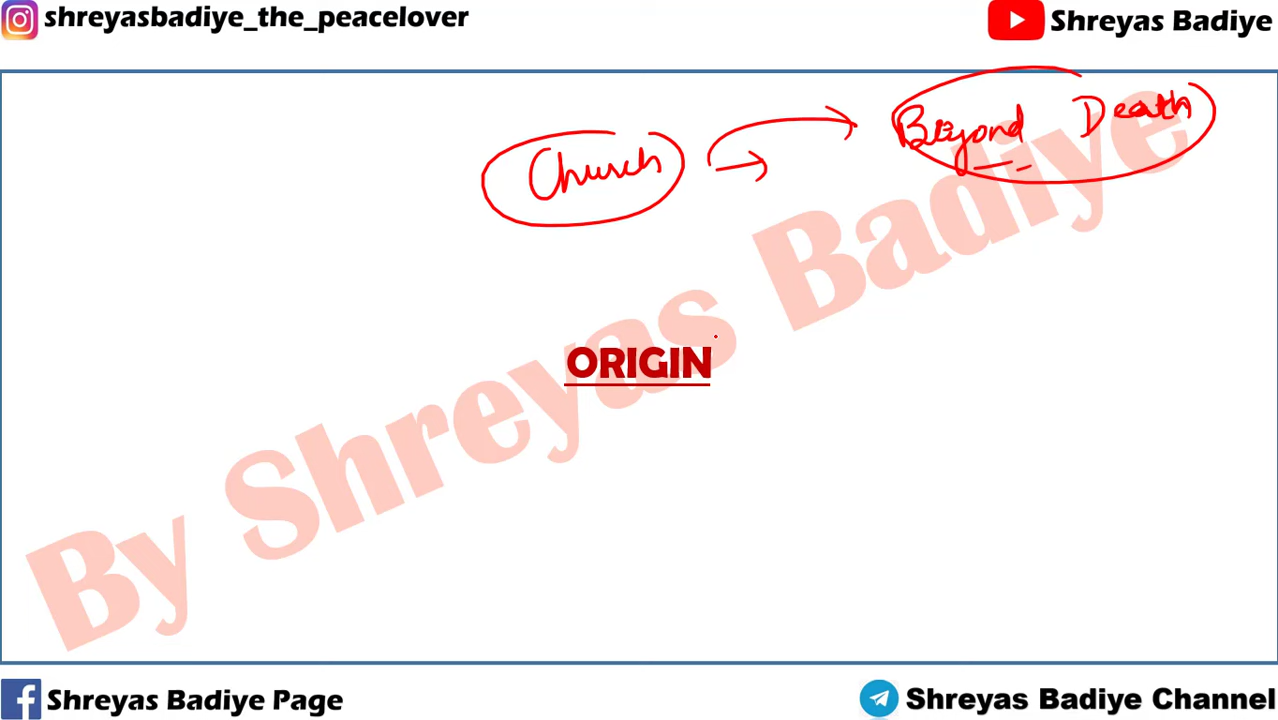 shreyasbadiye_the_peacelover
Shreyas Badiye
Church
Beyond Death
ORIGIN
By Shreyas Badiye
Shreyas Badiye Page
Shreyas Badiye Channel